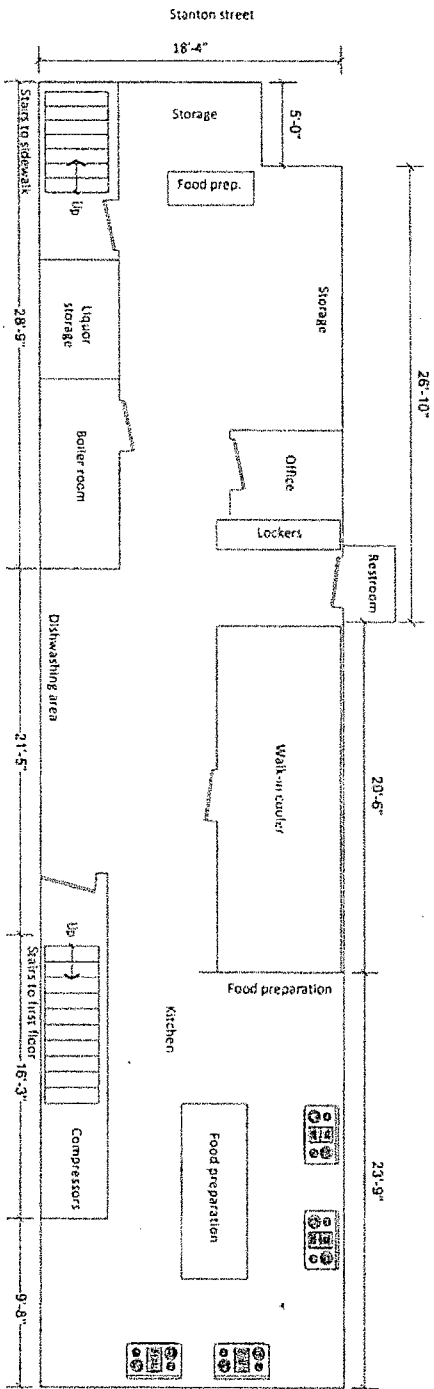 Stanton street
18'-4"
5'-0"
26'-10"
Storage
Food prep.
Storage
Stairs to sidewalk
Up
28'-9"
Liquor
storage
Boiler room
Office
Lockers
Restroom
Dishwashing area
21'-5"
Walk-in cooler
20'-6"
Up
Stairs to first floor
16'-3"
Compressors
Kitchen
Food preparation
Food preparation
23'-9"
9'-8"